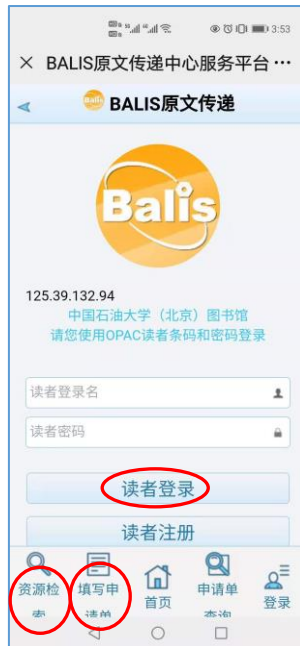 3:53
× BALIS原文传递中心服务平台 ···
BALIS原文传递
Balis
125.39.132.94
中国石油大学（北京）图书馆
请您使用OPAC读者条码和密码登录
读者登录名
读者密码
读者登录
读者注册
资源检索
填写申请单
首页
申请单查询
登录